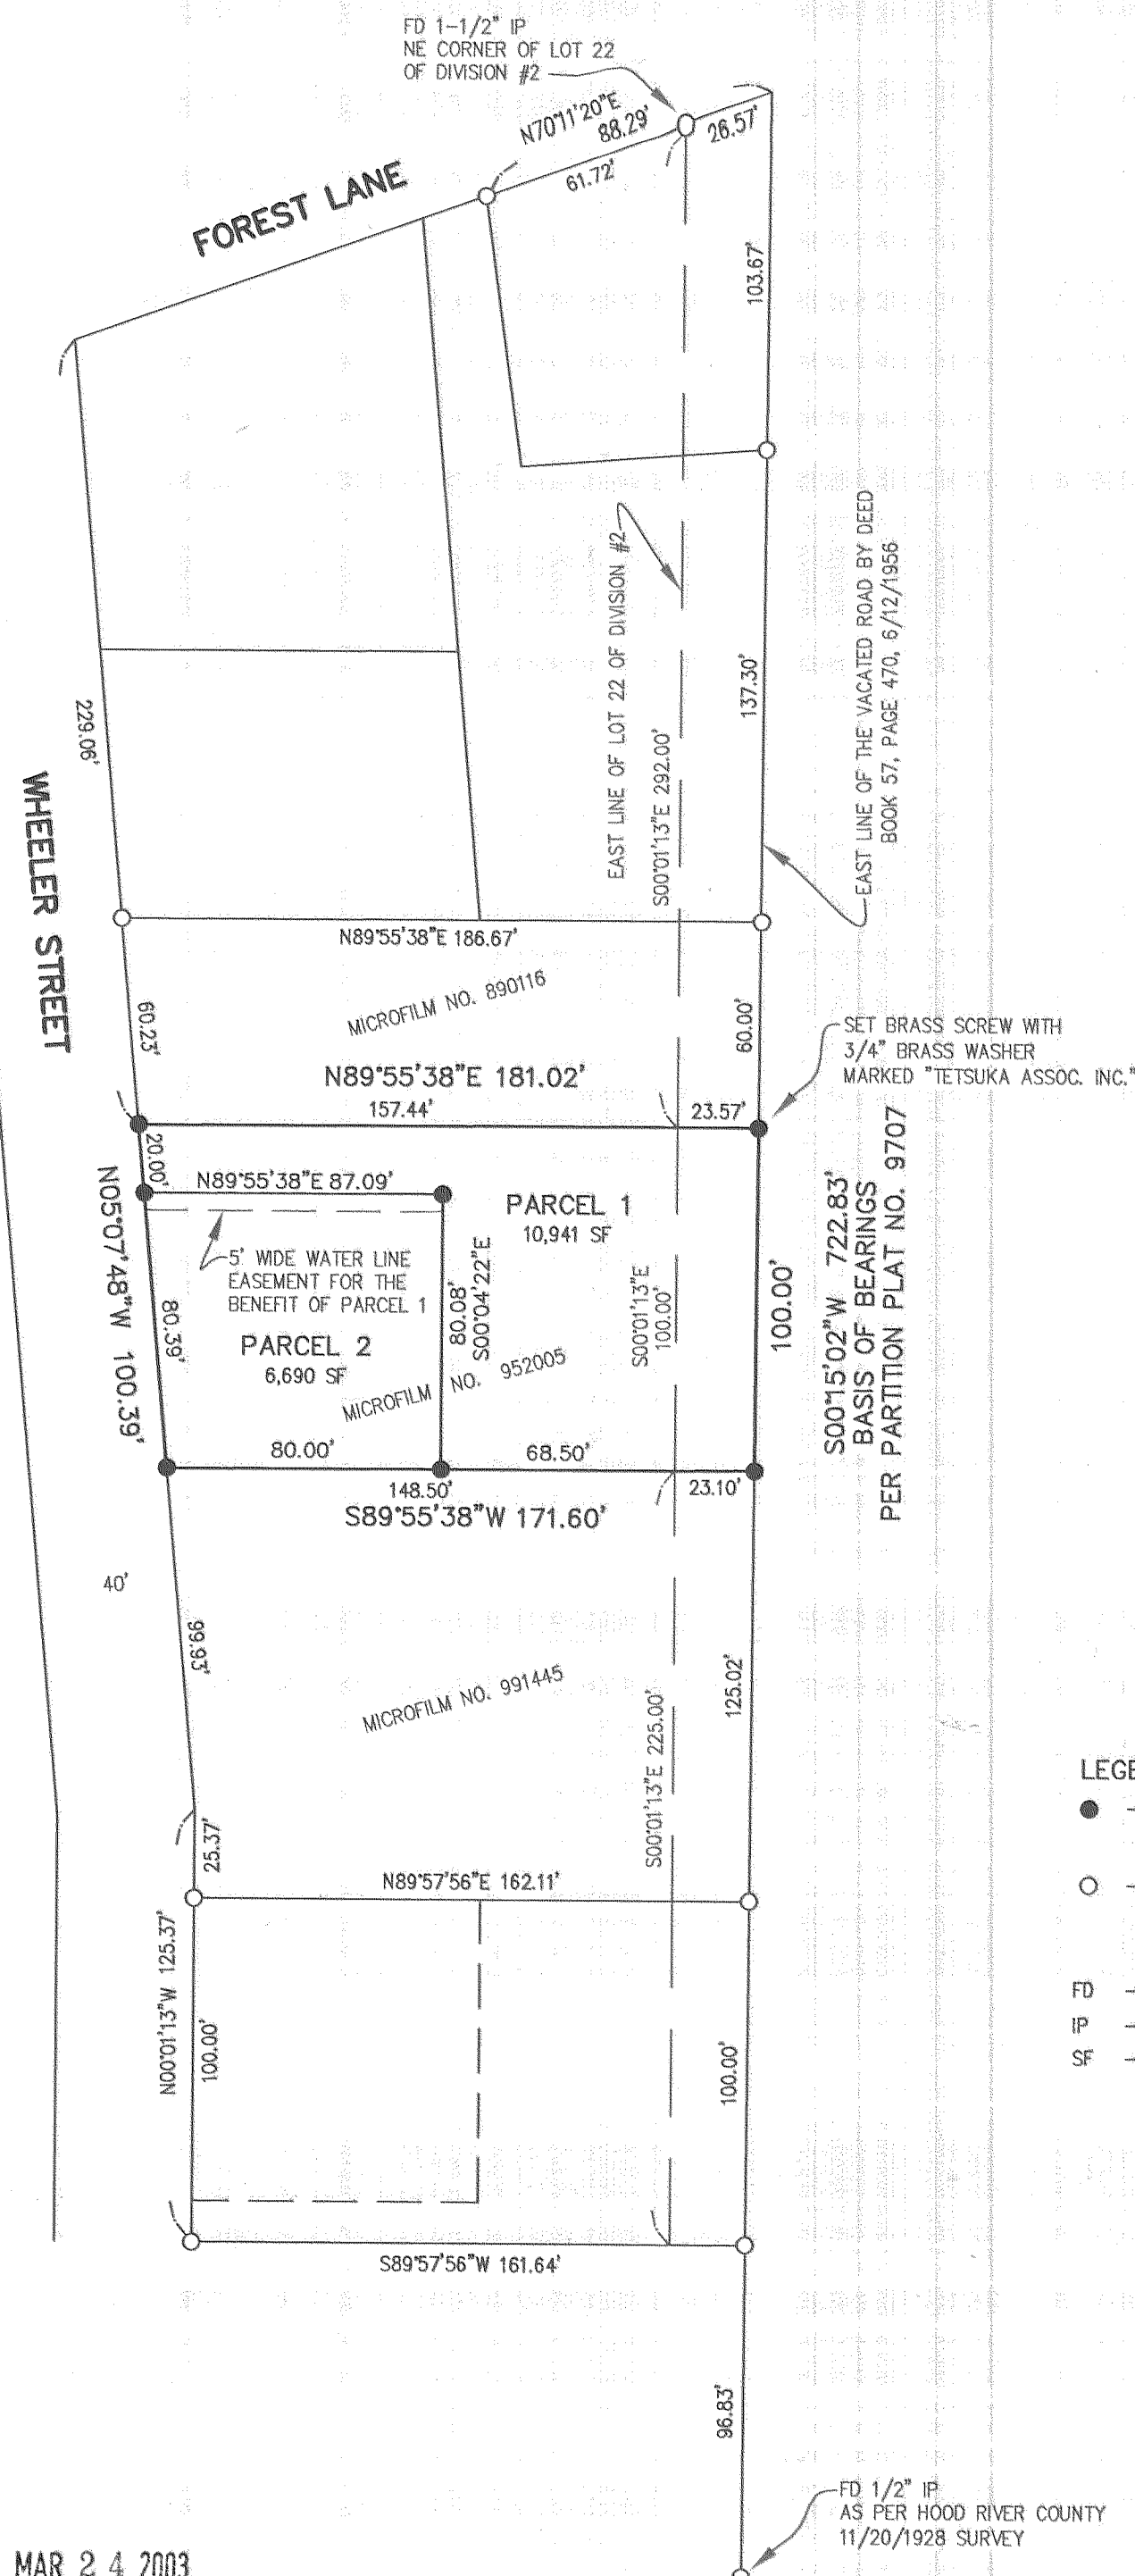 FD 1-1/2" IP
NE CORNER OF LOT 22
OF DIVISION #2
N70°11'20"E
88.29'
26.57'
61.72'
FOREST LANE
103.67'
EAST LINE OF LOT 22 OF DIVISION #2
S00°01'13"E 292.00'
137.30'
EAST LINE OF THE VACATED ROAD BY DEED
BOOK 57, PAGE 470, 6/12/1956
229.06'
WHEELER STREET
N89°55'38"E 186.67'
MICROFILM NO. 890116
60.23'
60.00'
SET BRASS SCREW WITH
3/4" BRASS WASHER
MARKED "TETSUKA ASSOC. INC."
N89°55'38"E 181.02'
157.44'
23.57'
20.00'
N89°55'38"E 87.09'
PARCEL 1
10,941 SF
5' WIDE WATER LINE
EASEMENT FOR THE
BENEFIT OF PARCEL 1
80.08'
S00°04'22"E
S00°01'13"E
100.00'
100.00'
S00°15'02"W 722.83'
BASIS OF BEARINGS
PER PARTITION PLAT NO. 9707
N05°07'48"W 100.39'
80.39'
PARCEL 2
6,690 SF
MICROFILM NO. 952005
80.00'
68.50'
148.50'
23.10'
S89°55'38"W 171.60'
40'
99.93'
MICROFILM NO. 991445
S00°01'13"E 225.00'
125.02'
25.37'
N89°57'56"E 162.11'
N00°01'13"W 125.37'
100.00'
100.00'
S89°57'56"W 161.64'
96.83'
FD 1/2" IP
AS PER HOOD RIVER COUNTY
11/20/1928 SURVEY
FD
IP
SF
MAR 24 2003